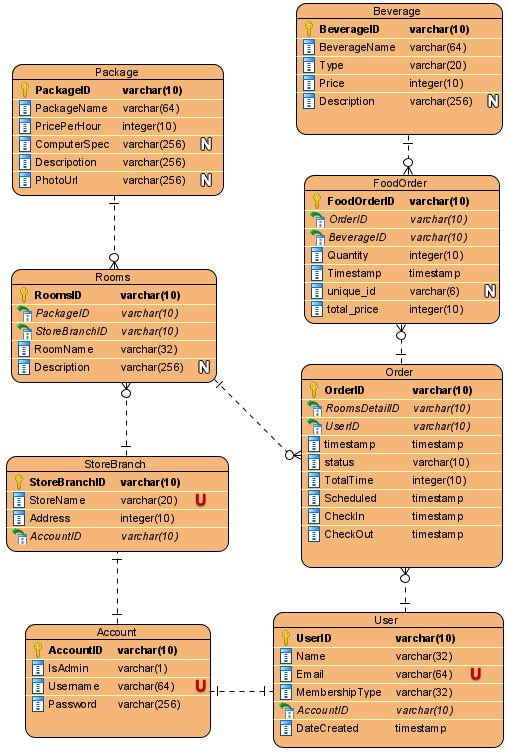 Beverage
BeverageID varchar(10)
BeverageName varchar(64)
Type varchar(20)
Price integer(10)
Description varchar(256) N
Package
PackageID varchar(10)
PackageName varchar(64)
PricePerHour integer(10)
ComputerSpec varchar(256) N
Descripotion varchar(256)
PhotoUrl varchar(256) N
FoodOrder
FoodOrderID varchar(10)
OrderID varchar(10)
BeverageID varchar(10)
Quantity integer(10)
Timestamp timestamp
unique_id varchar(6) N
total_price integer(10)
Rooms
RoomsID varchar(10)
PackageID varchar(10)
StoreBranchID varchar(10)
RoomName varchar(32)
Description varchar(256) N
Order
OrderID varchar(10)
RoomsDetailID varchar(10)
UserID varchar(10)
timestamp timestamp
status varchar(10)
TotalTime integer(10)
Scheduled timestamp
CheckIn timestamp
CheckOut timestamp
StoreBranch
StoreBranchID varchar(10)
StoreName varchar(20) U
Address integer(10)
AccountID varchar(10)
Account
AccountID varchar(10)
IsAdmin varchar(1)
Username varchar(64) U
Password varchar(256)
User
UserID varchar(10)
Name varchar(32)
Email varchar(64) U
MembershipType varchar(32)
AccountID varchar(10)
DateCreated timestamp